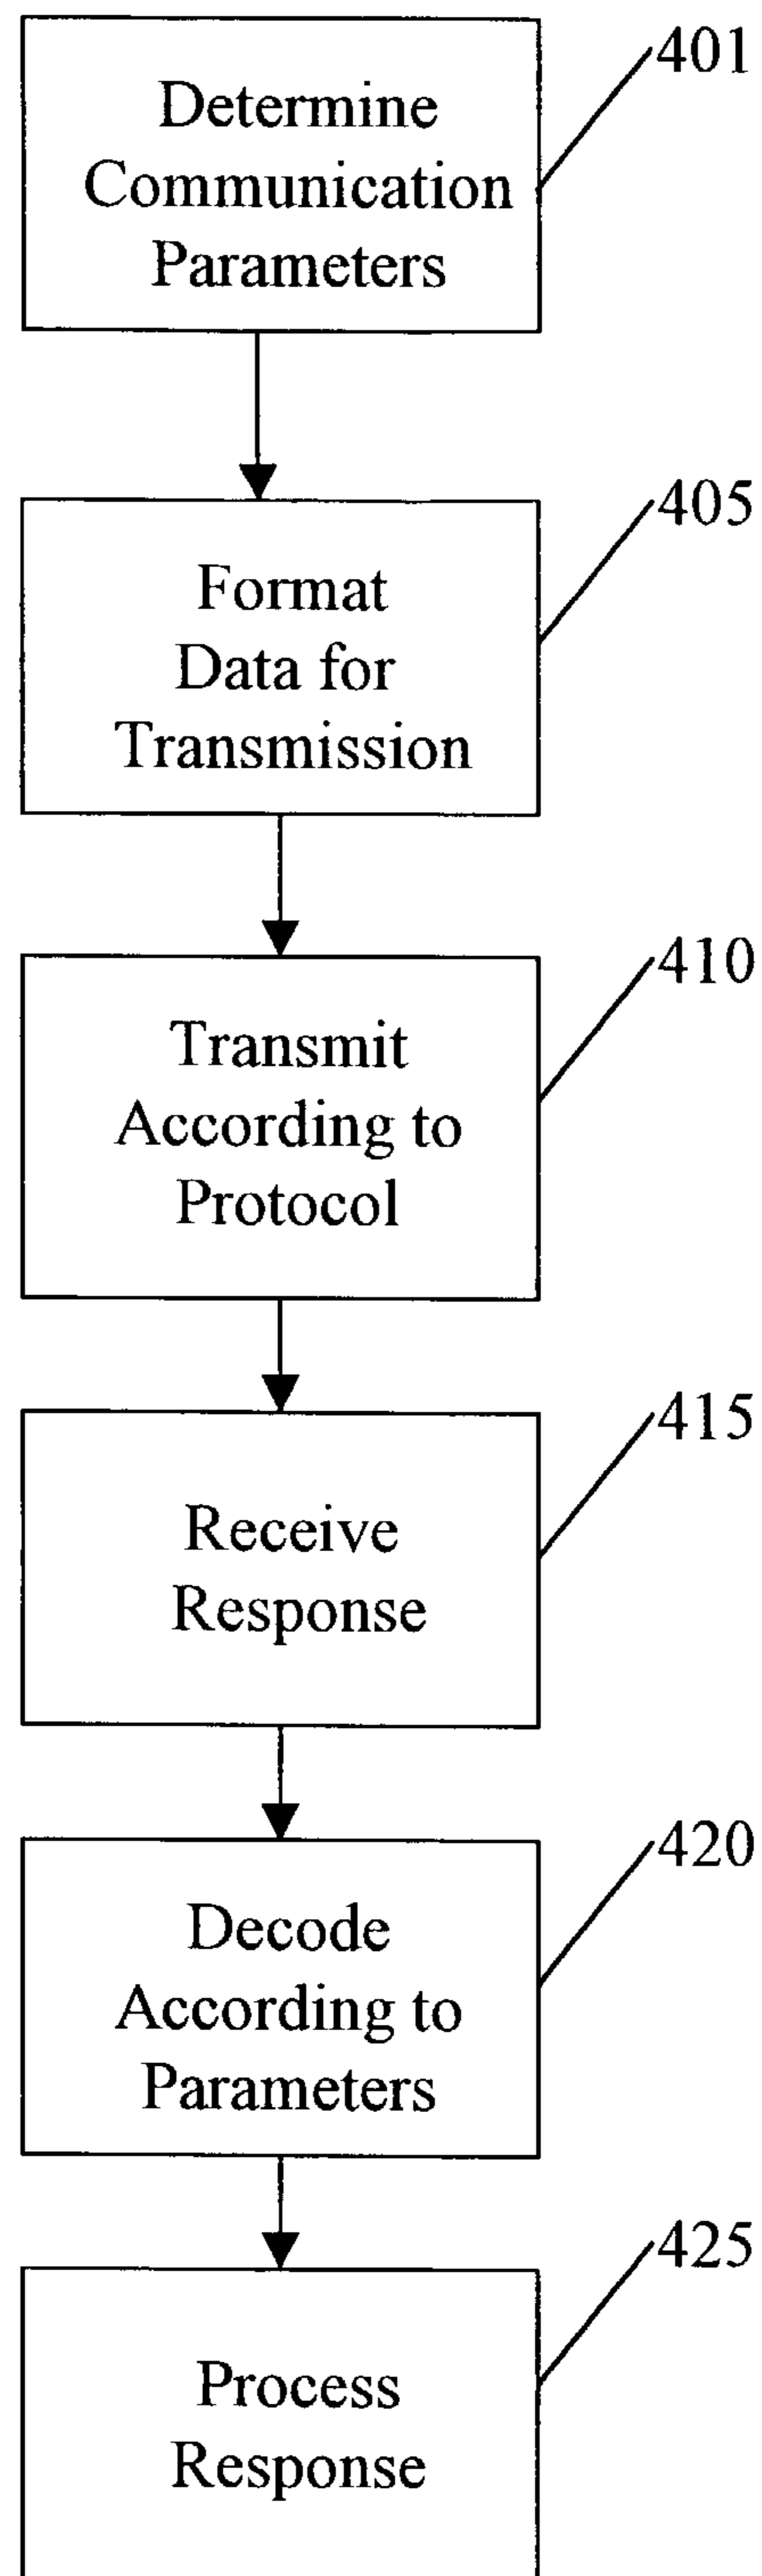 401
Determine
Communication
Parameters
405
Format
Data for
Transmission
410
Transmit
According to
Protocol
415
Receive
Response
420
Decode
According to
Parameters
425
Process
Response